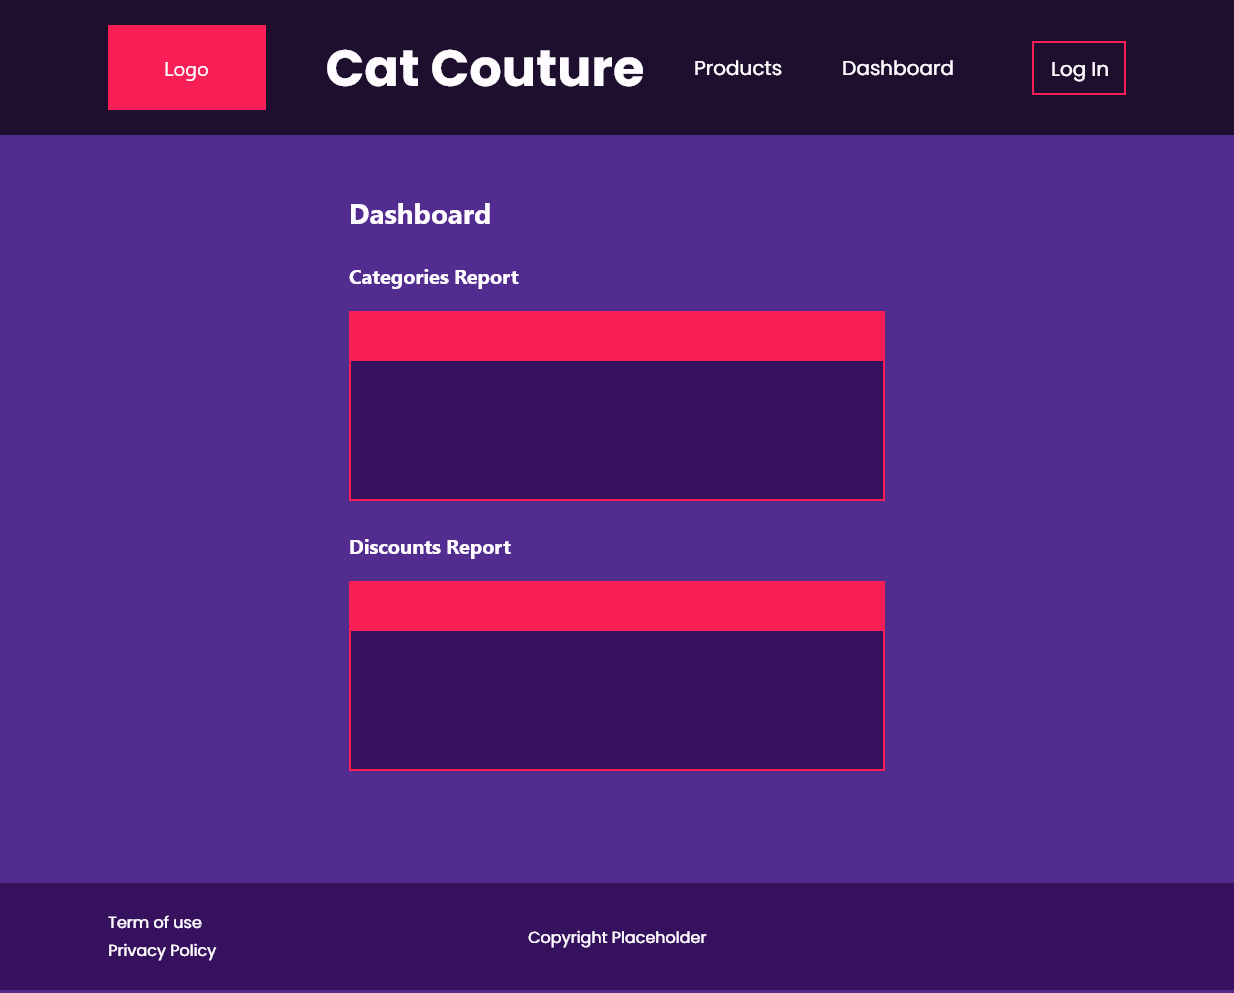 Logo
Cat Couture
Products
Dashboard
Log In
Dashboard
Categories Report
Discounts Report
Term of use
Privacy Policy
Copyright Placeholder